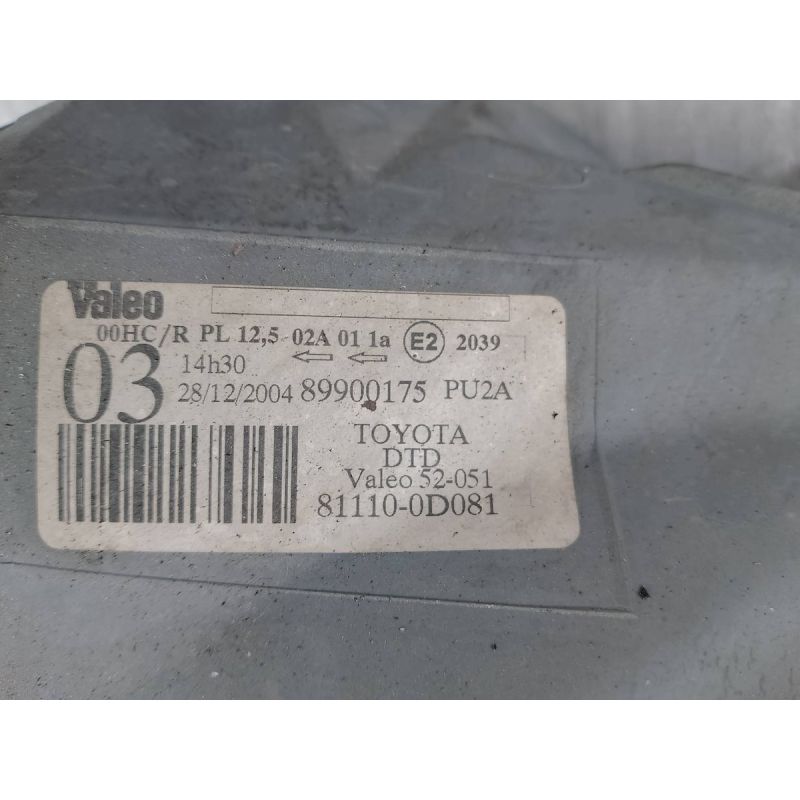 Valeo
00HC/R PL 12,5 02A 01 1a E2 2039
03 14h30
28/12/2004 89900175 PU2A
TOYOTA
DTD
Valeo 52-051
81110-0D081